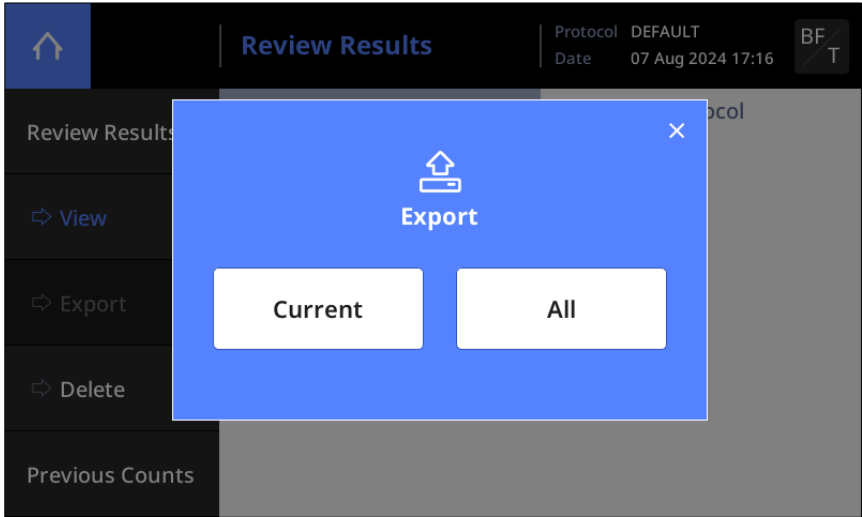 Review Results
Protocol DEFAULT
Date 07 Aug 2024 17:16
BF/T
Review Results
View
Export
Delete
Previous Counts
Export
Current
All